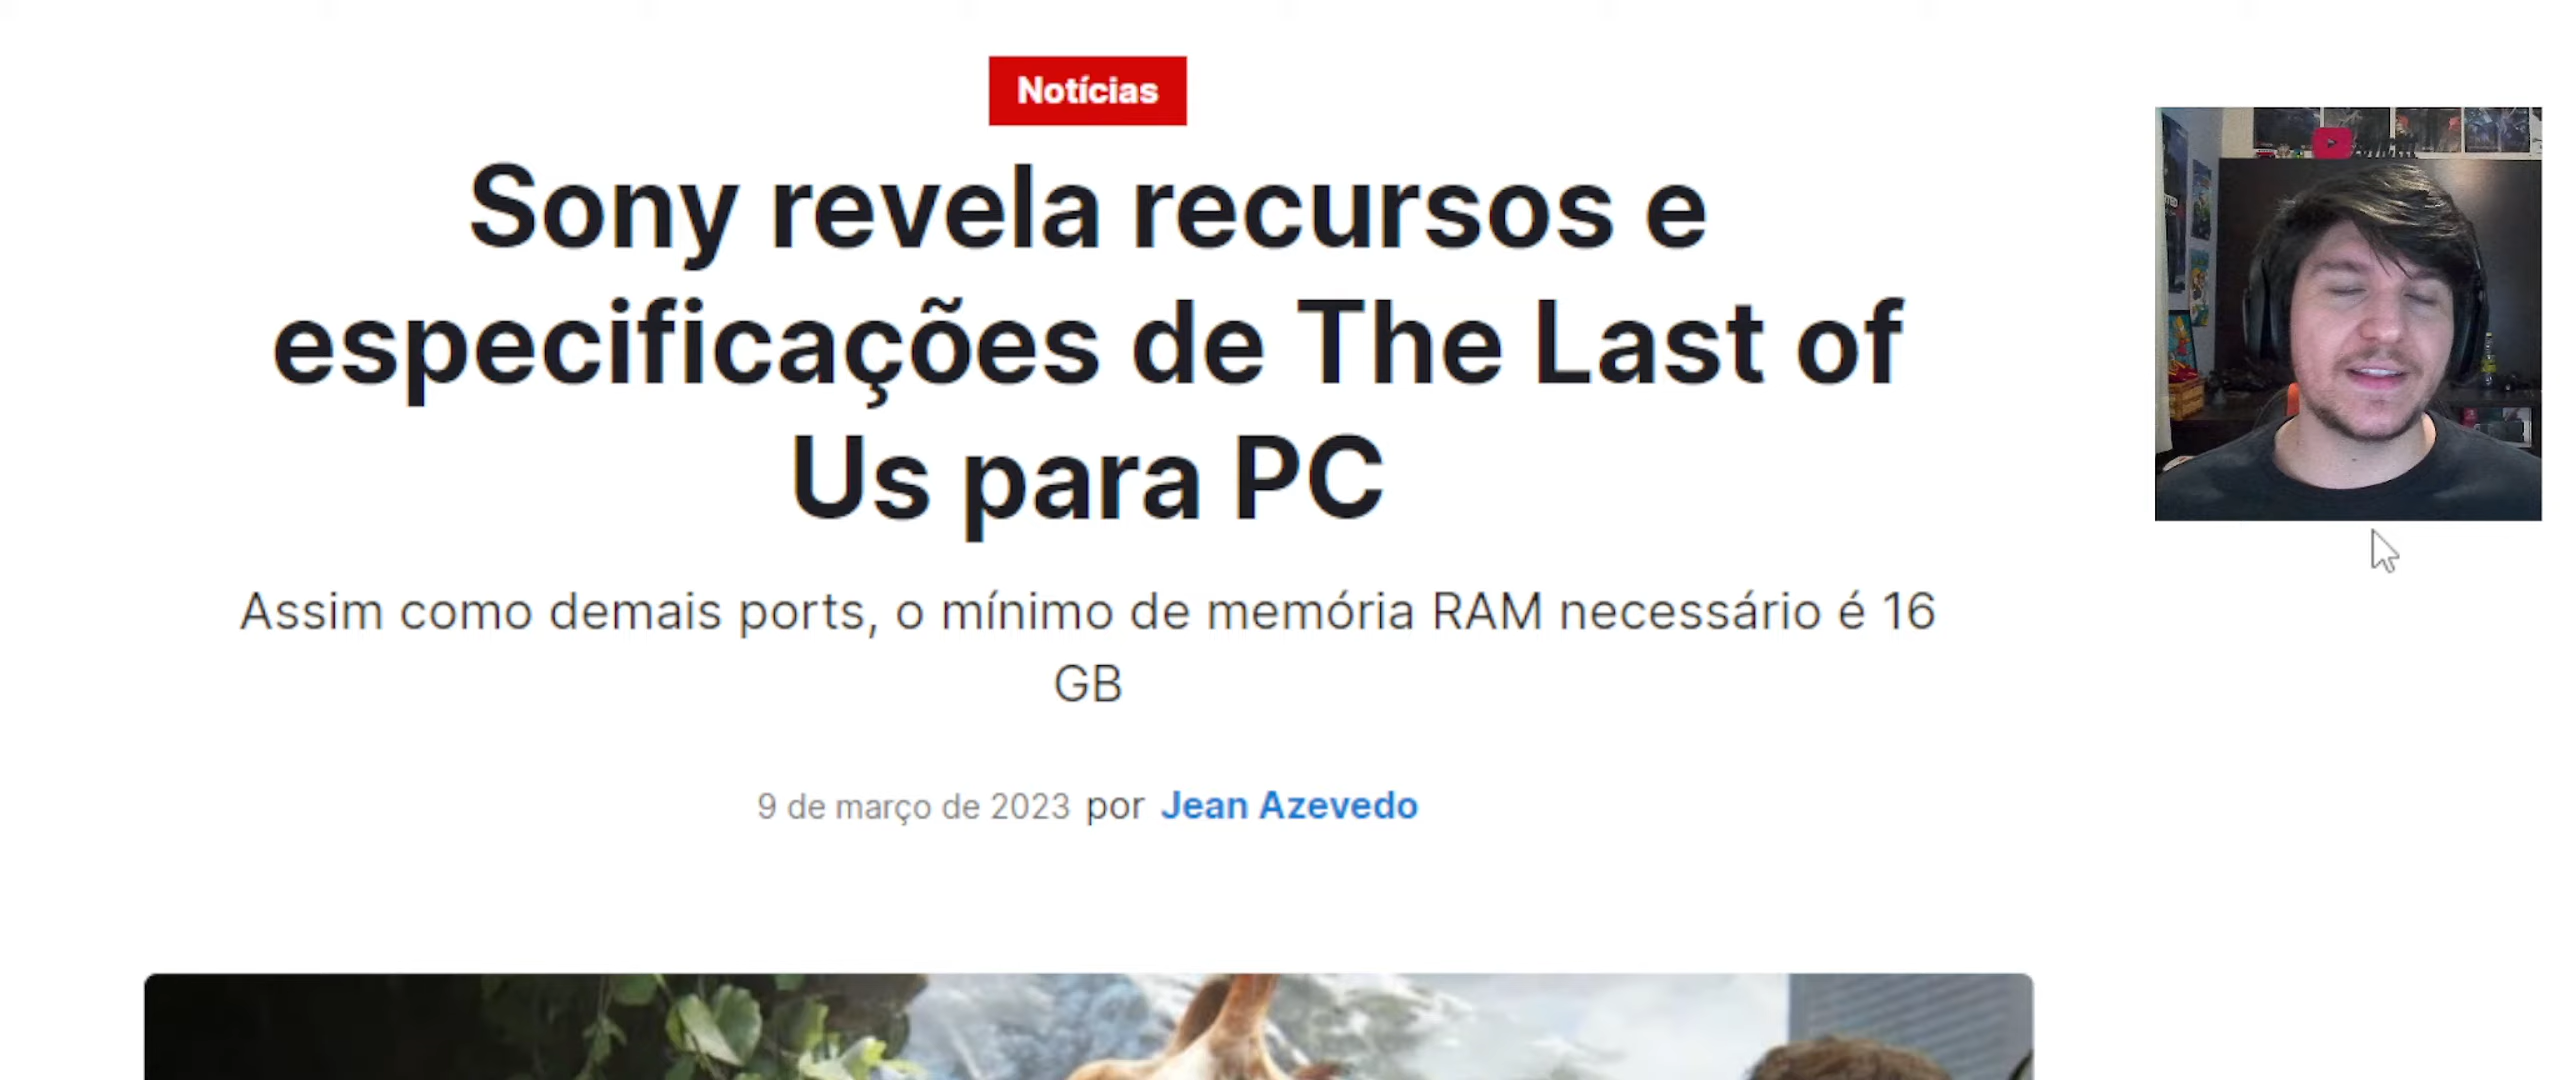 Notícias
Sony revela recursos e
especificações de The Last of
Us para PC
Assim como demais ports, o mínimo de memória RAM necessário é 16
GB
9 de março de 2023 por Jean Azevedo